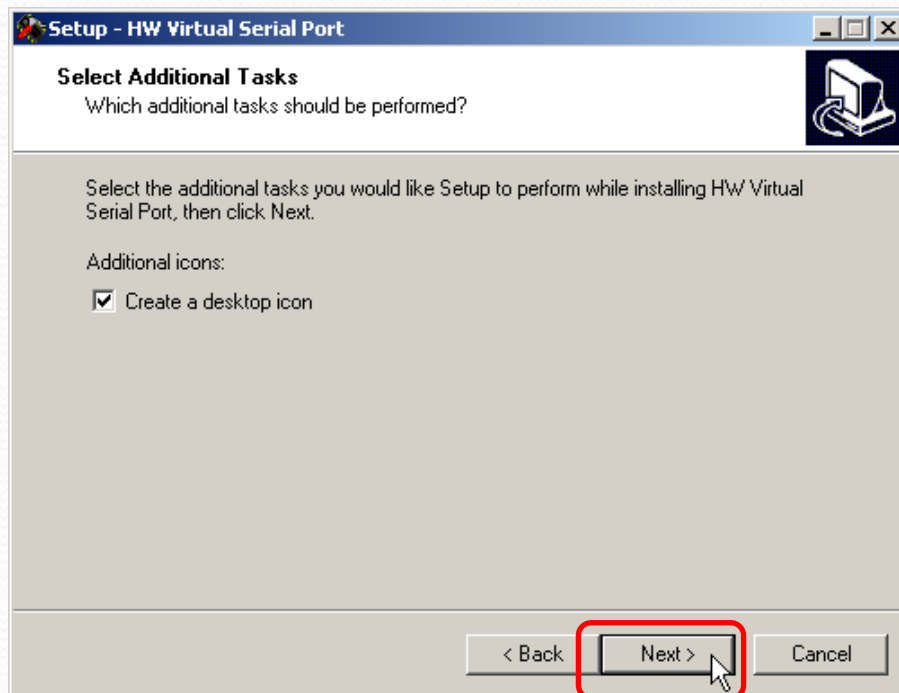 Setup - HW Virtual Serial Port
Select Additional Tasks
Which additional tasks should be performed?
Select the additional tasks you would like Setup to perform while installing HW Virtual
Serial Port, then click Next.
Additional icons:
Create a desktop icon
< Back
Next >
Cancel